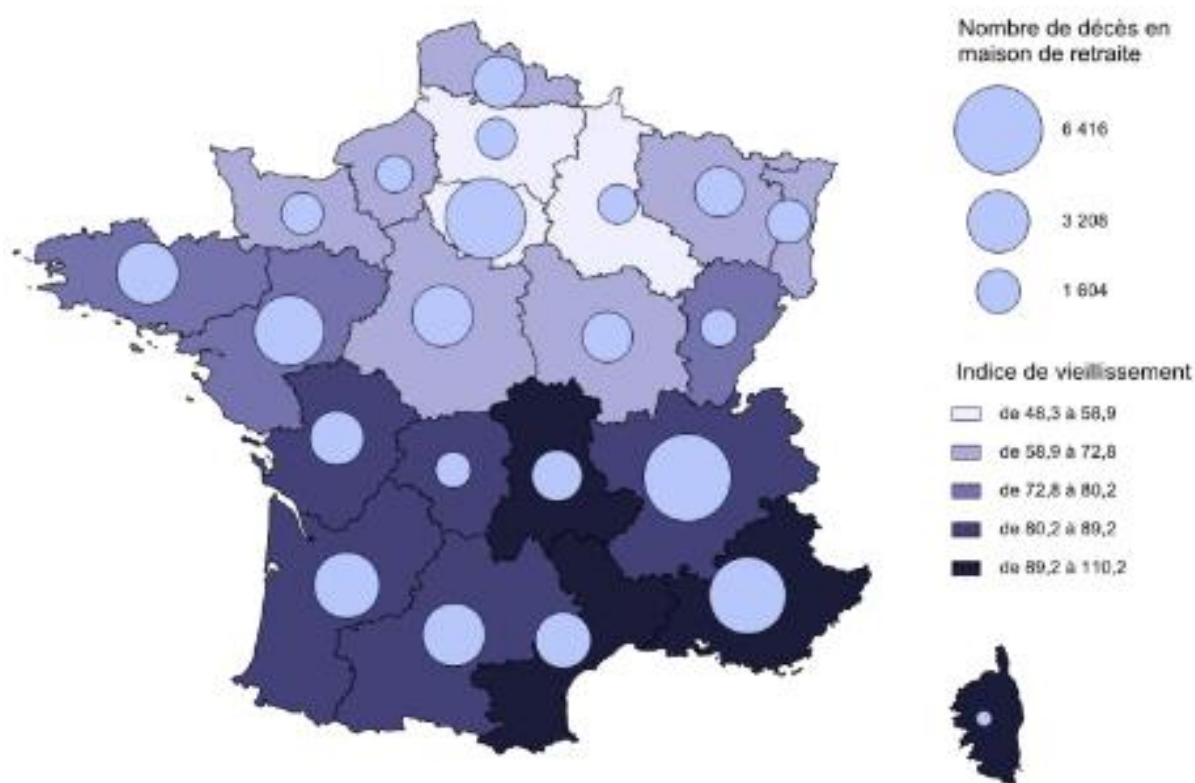 Nombre de décès en
maison de retraite
6 416
3 208
1 604
Indice de vieillissement
de 48,3 à 58,9
de 58,9 à 72,8
de 72,8 à 80,2
de 80,2 à 89,2
de 89,2 à 110,2